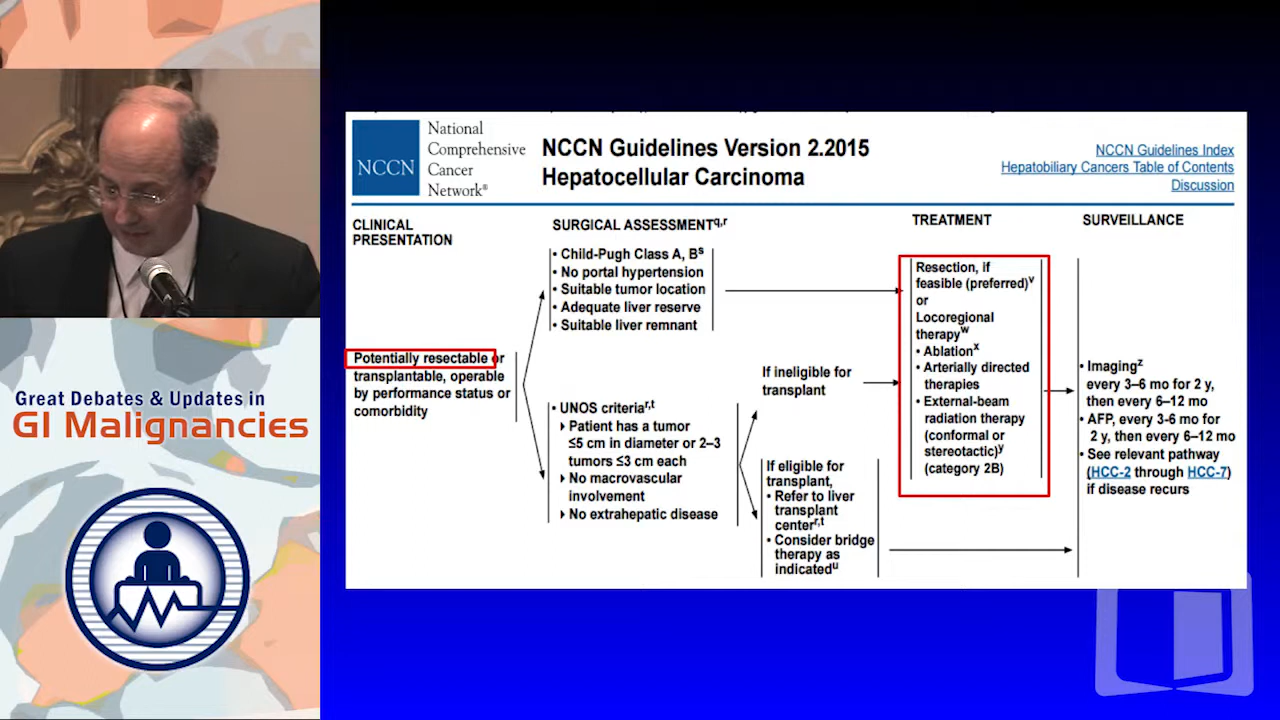 Great Debates & Updates in
GI Malignancies
NCCN
National
Comprehensive
Cancer
Network®
NCCN Guidelines Version 2.2015
Hepatocellular Carcinoma
NCCN Guidelines Index
Hepatobiliary Cancers Table of Contents
Discussion
CLINICAL
PRESENTATION
Potentially resectable or
transplantable, operable
by performance status or
comorbidity
SURGICAL ASSESSMENTq,r
• Child-Pugh Class A, Bs
• No portal hypertension
• Suitable tumor location
• Adequate liver reserve
• Suitable liver remnant
• UNOS criteriar,t
Patient has a tumor
≤5 cm in diameter or 2–3
tumors ≤3 cm each
No macrovascular
involvement
No extrahepatic disease
If ineligible for
transplant
If eligible for
transplant,
• Refer to liver
transplant
centerr,t
• Consider bridge
therapy as
indicatedu
TREATMENT
Resection, if
feasible (preferred)v
or
Locoregional
therapyw
• Ablationx
• Arterially directed
therapies
• External-beam
radiation therapy
(conformal or
stereotactic)y
(category 2B)
SURVEILLANCE
• Imagingz
every 3–6 mo for 2 y,
then every 6–12 mo
• AFP, every 3-6 mo for
2 y, then every 6–12 mo
• See relevant pathway
(HCC-2 through HCC-7)
if disease recurs